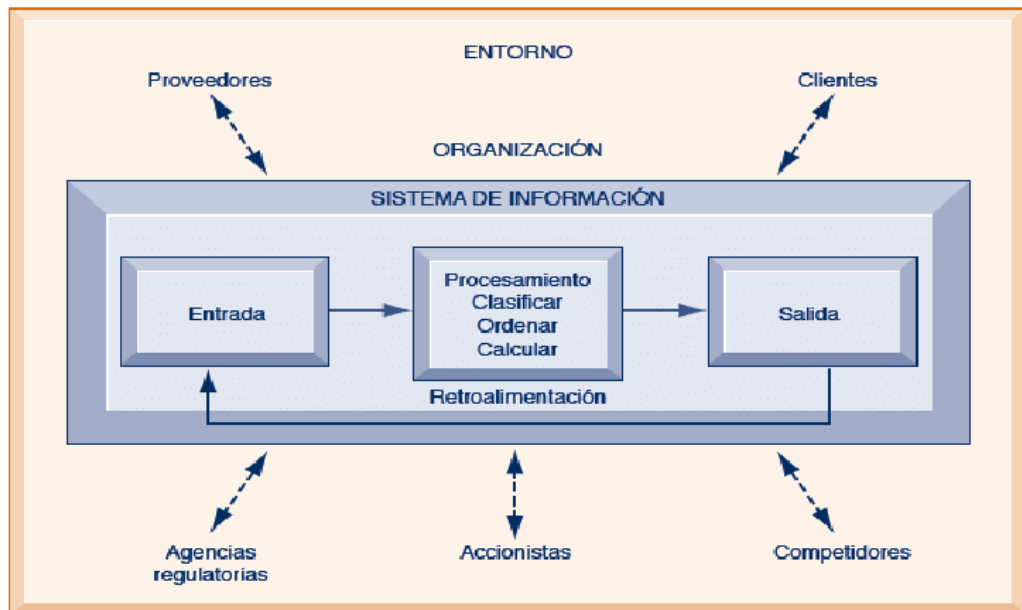 ENTORNO
Proveedores
Clientes
ORGANIZACIÓN
SISTEMA DE INFORMACIÓN
Entrada
Procesamiento
Clasificar
Ordenar
Calcular
Salida
Retroalimentación
Agencias
regulatorias
Accionistas
Competidores